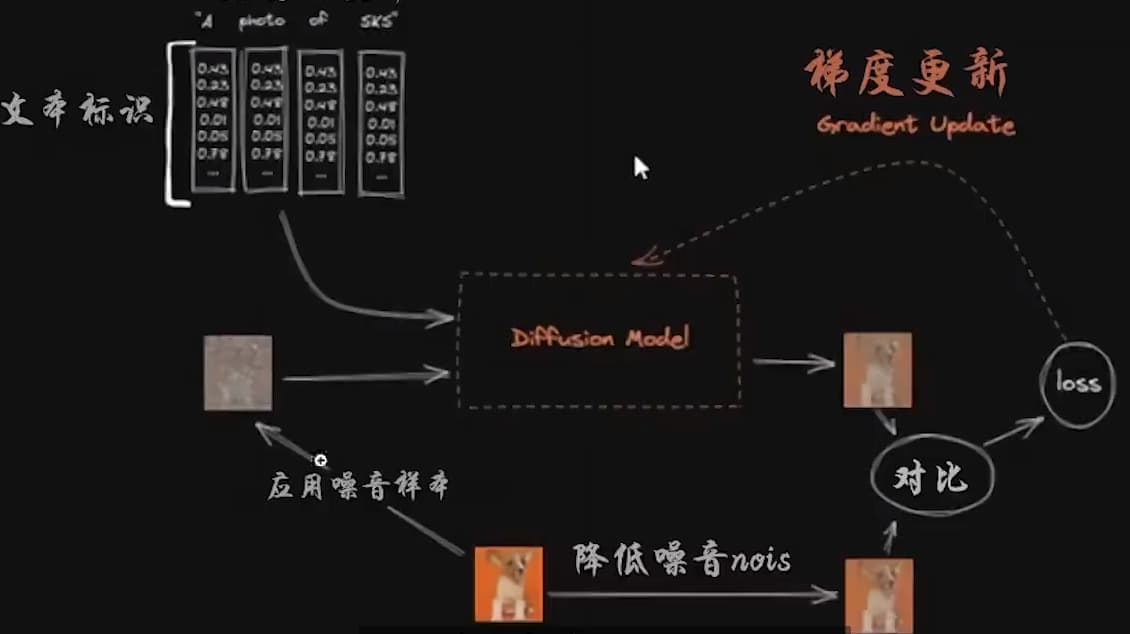 "A photo of SKS"
文本标识
0.43 0.43 0.43 0.43
0.23 0.23 0.23 0.23
0.48 0.48 0.48 0.48
0.01 0.01 0.01 0.01
0.05 0.05 0.05 0.05
0.78 0.78 0.78 0.78
... ... ... ...
梯度更新
Gradient Update
Diffusion Model
loss
对比
应用噪音样本
降低噪音nois